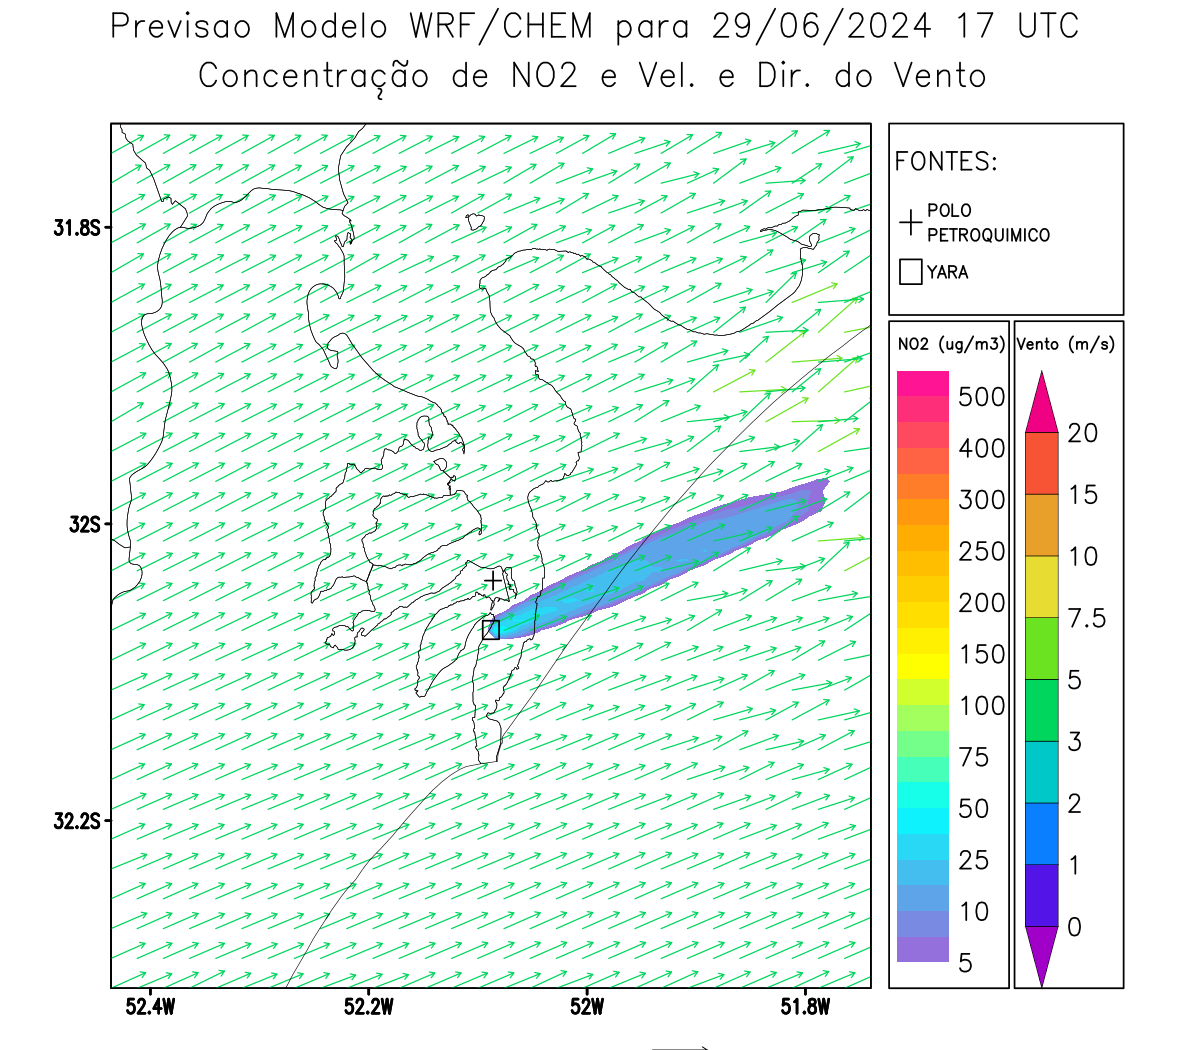 Previsao Modelo WRF/CHEM para 29/06/2024 17 UTC
Concentração de NO2 e Vel. e Dir. do Vento
FONTES:
POLO
PETROQUIMICO
YARA
NO2 (ug/m3)
500
400
300
250
200
150
100
75
50
25
10
5
Vento (m/s)
20
15
10
7.5
5
3
2
1
0
31.8S
32S
32.2S
52.4W
52.2W
52W
51.8W